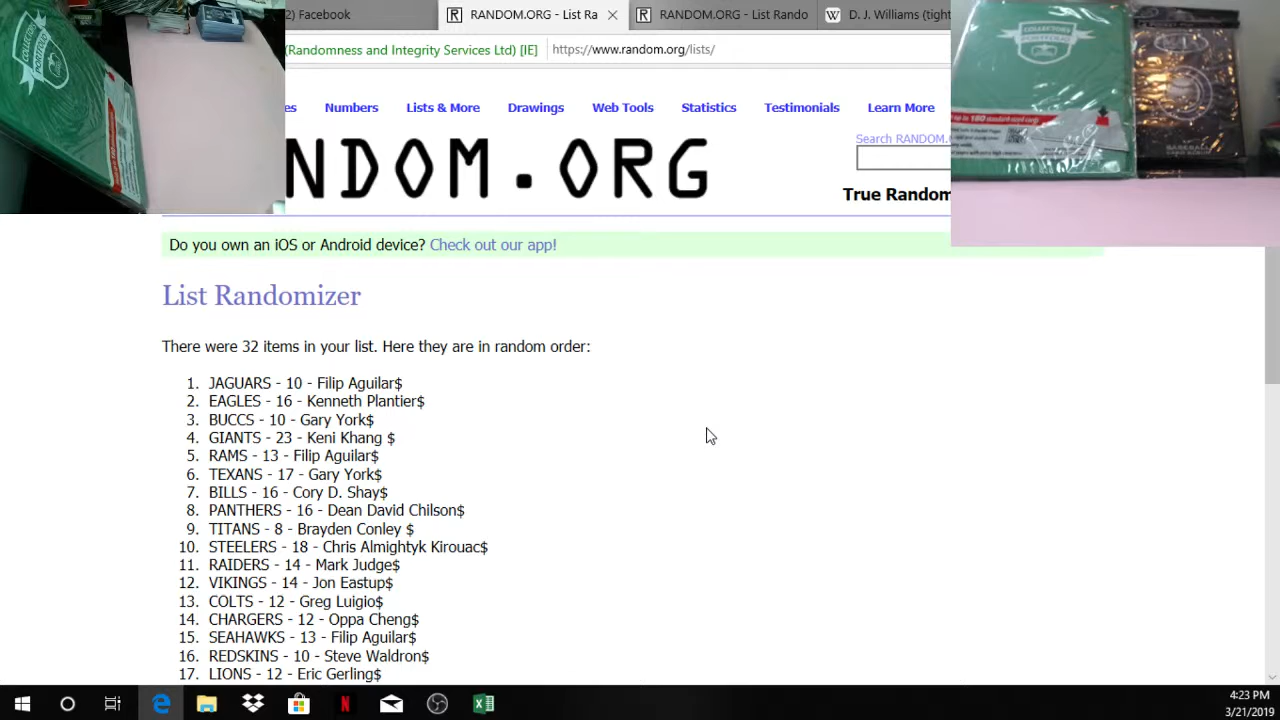 2) Facebook
RANDOM.ORG - List Ra
RANDOM.ORG - List Rando
D. J. Williams (tight
(Randomness and Integrity Services Ltd) [IE]
https://www.random.org/lists/
es Numbers Lists & More Drawings Web Tools Statistics Testimonials Learn More
Search RANDOM.O
NDOM.ORG
True Random
COLLECTOR'S
PORTFOLIO
BASEBALL
Do you own an iOS or Android device? Check out our app!
List Randomizer
There were 32 items in your list. Here they are in random order:
1. JAGUARS - 10 - Filip Aguilar$
2. EAGLES - 16 - Kenneth Plantier$
3. BUCCS - 10 - Gary York$
4. GIANTS - 23 - Keni Khang $
5. RAMS - 13 - Filip Aguilar$
6. TEXANS - 17 - Gary York$
7. BILLS - 16 - Cory D. Shay$
8. PANTHERS - 16 - Dean David Chilson$
9. TITANS - 8 - Brayden Conley $
10. STEELERS - 18 - Chris Almightyk Kirouac$
11. RAIDERS - 14 - Mark Judge$
12. VIKINGS - 14 - Jon Eastup$
13. COLTS - 12 - Greg Luigio$
14. CHARGERS - 12 - Oppa Cheng$
15. SEAHAWKS - 13 - Filip Aguilar$
16. REDSKINS - 10 - Steve Waldron$
17. LIONS - 12 - Eric Gerling$
4:23 PM
3/21/2019